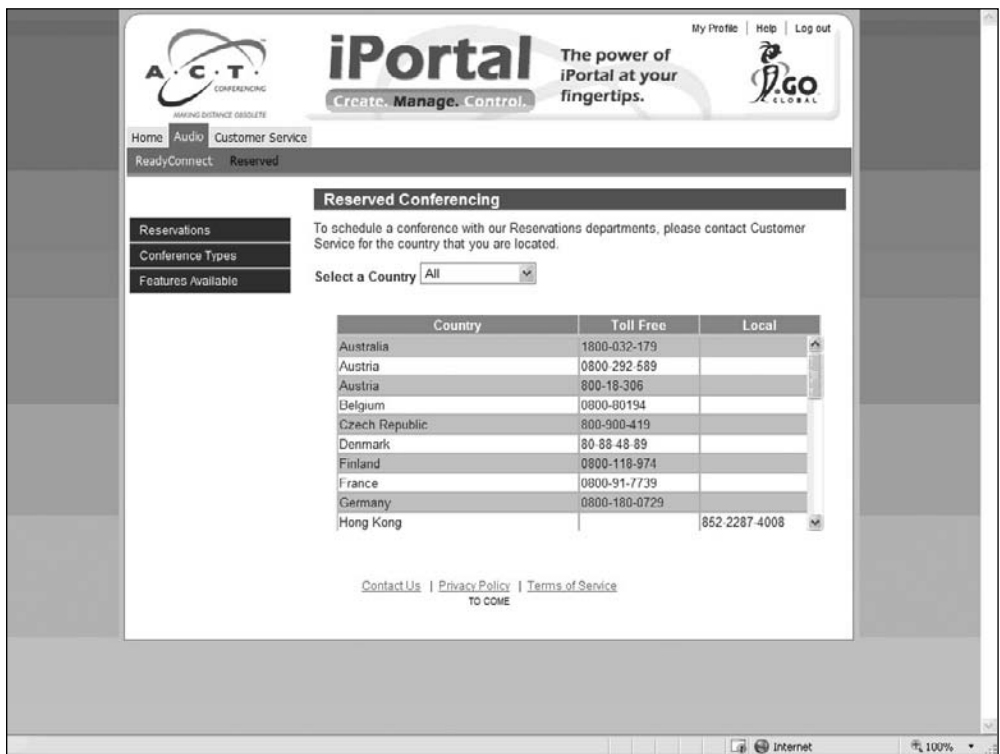 My Profile | Help | Log out
A·C·T·
CONFERENCING
MAKING DISTANCE OBSOLETE
iPortal
Create. Manage. Control.
The power of
iPortal at your
fingertips.
GO
GLOBAL
Home Audio Customer Service
ReadyConnect Reserved
Reservations
Conference Types
Features Available
Reserved Conferencing
To schedule a conference with our Reservations departments, please contact Customer
Service for the country that you are located.
Select a Country All
Country Toll Free Local
Australia 1800-032-179
Austria 0800-292-589
Austria 800-18-306
Belgium 0800-80194
Czech Republic 800-900-419
Denmark 80-88-48-89
Finland 0800-118-974
France 0800-91-7739
Germany 0800-180-0729
Hong Kong 852-2287-4008
Contact Us | Privacy Policy | Terms of Service
TO COME
Internet 100%